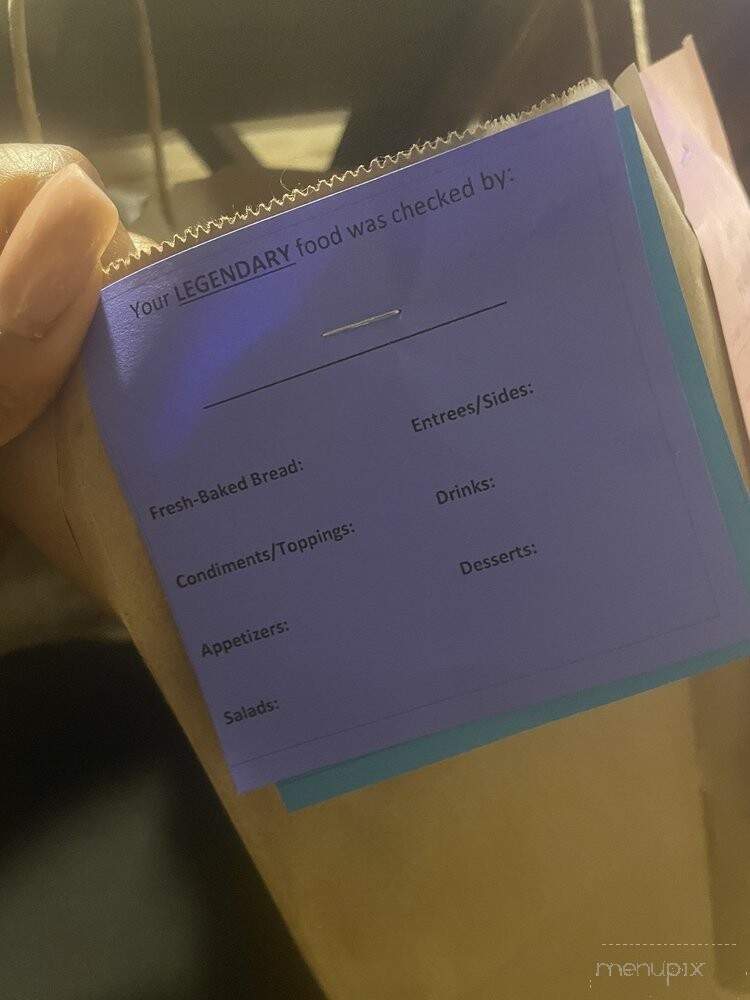 Your LEGENDARY food was checked by:
Fresh-Baked Bread:
Entrees/Sides:
Condiments/Toppings:
Drinks:
Appetizers:
Desserts:
Salads:
menupix